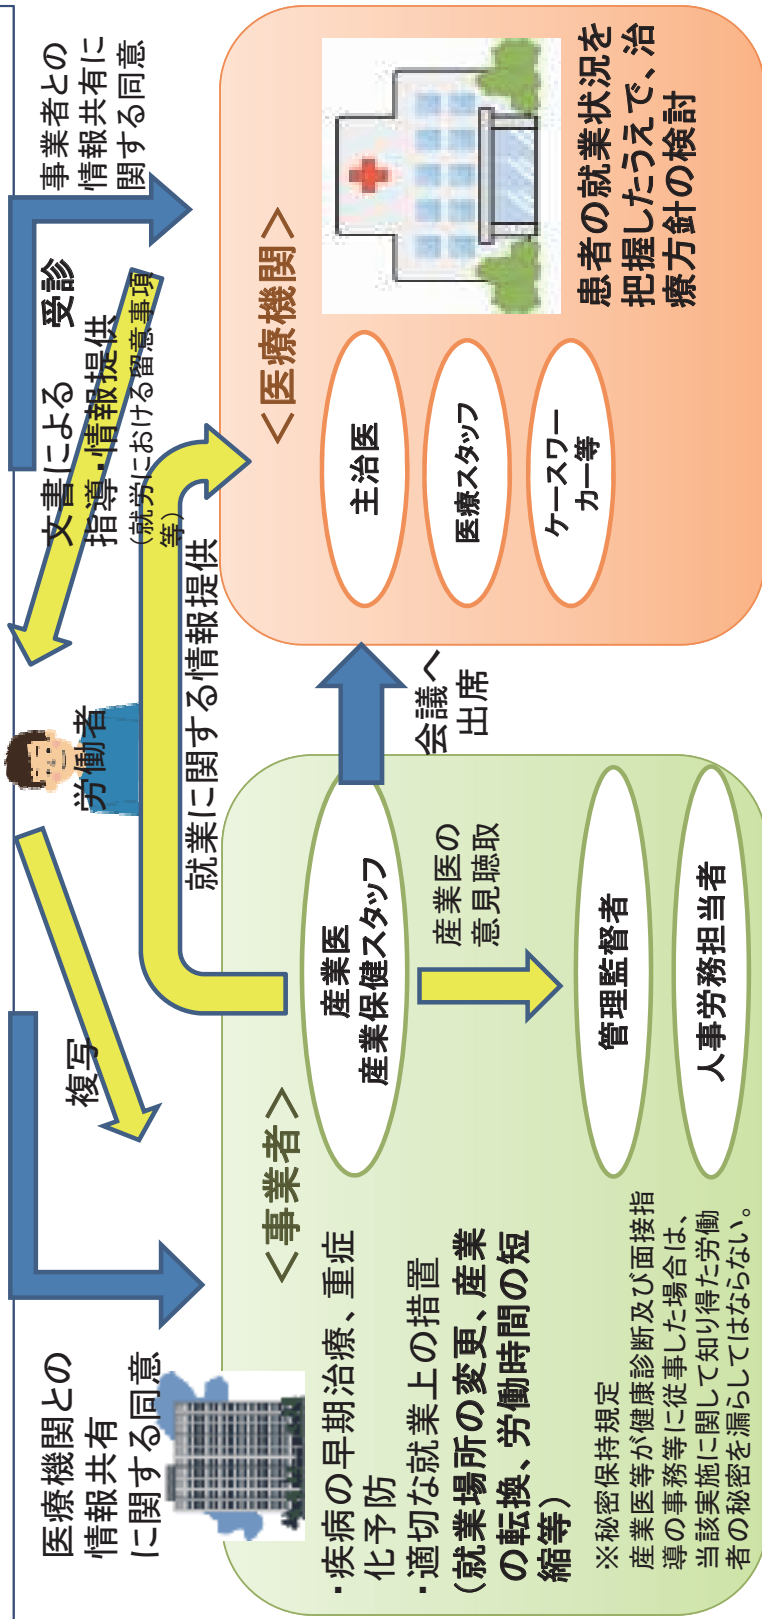 医療機関との
情報共有
に関する同意
複写
労働者
文書による
指導・情報提供
(就労における留意事項
等)
受診
事業者との
情報共有に
関する同意
就業に関する情報提供
<事業者>
・疾病の早期治療、重症
化予防
・適切な就業上の措置
(就業場所の変更、産業
の転換、労働時間の短
縮等)
※秘密保持規定
産業医等が健康診断及び面接指
導の事務等に従事した場合は、
当該実施に関して知り得た労働
者の秘密を漏らしてはならない。
産業医
産業保健スタッフ
産業医の
意見聴取
管理監督者
人事労務担当者
会議へ
出席
<医療機関>
主治医
医療スタッフ
ケースワー
カー等
患者の就業状況を
把握したうえで、治
療方針の検討